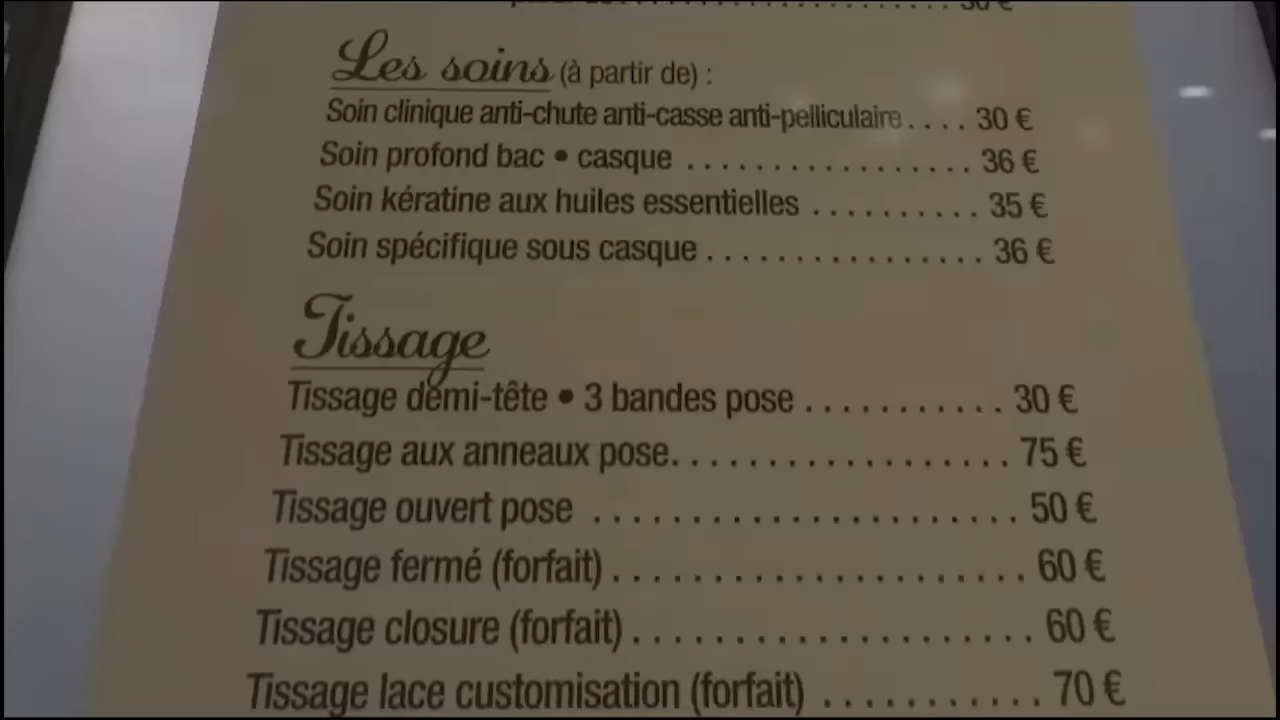 Les soins (à partir de) :
Soin clinique anti-chute anti-casse anti-pelliculaire.... 30 €
Soin profond bac • casque ................. 36 €
Soin kératine aux huiles essentielles .......... 35 €
Soin spécifique sous casque................ 36 €
Tissage
Tissage demi-tête • 3 bandes pose ........... 30 €
Tissage aux anneaux pose.................. 75 €
Tissage ouvert pose ...................... 50 €
Tissage fermé (forfait) ..................... 60 €
Tissage closure (forfait) .................... 60 €
Tissage lace customisation (forfait) ........... 70 €